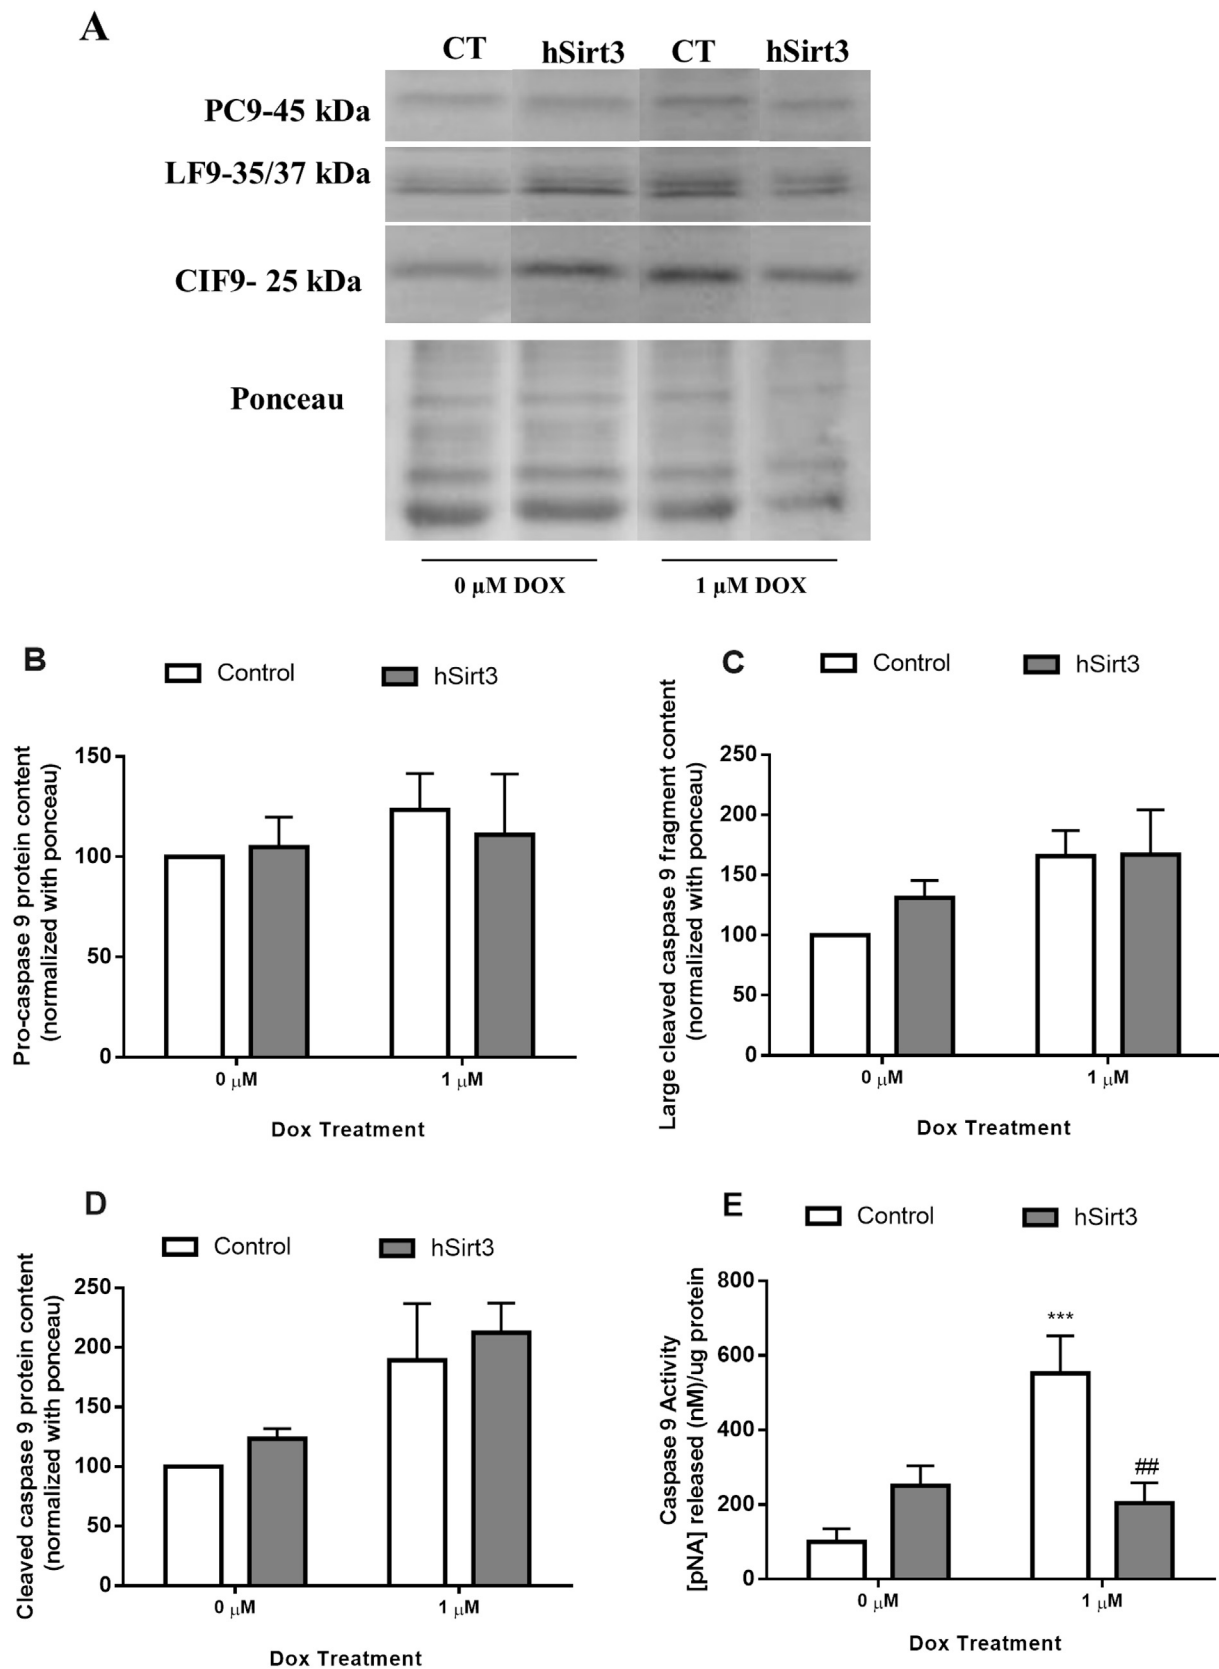 A
CT hSirt3 CT hSirt3
PC9-45 kDa
LF9-35/37 kDa
CIF9- 25 kDa
Ponceau
0 µM DOX 1 µM DOX
B
Control hSirt3
Pro-caspase 9 protein content
(normalized with ponceau)
150
100
50
0
0 µM 1 µM
Dox Treatment
C
Control hSirt3
Large cleaved caspase 9 fragment content
(normalized with ponceau)
250
200
150
100
50
0
0 µM 1 µM
Dox Treatment
D
Control hSirt3
Cleaved caspase 9 protein content
(normalized with ponceau)
250
200
150
100
50
0
0 µM 1 µM
Dox Treatment
E
Control hSirt3
Caspase 9 Activity
[pNA] released (nM)/ug protein
800
600
400
200
0
***
##
0 µM 1 µM
Dox Treatment